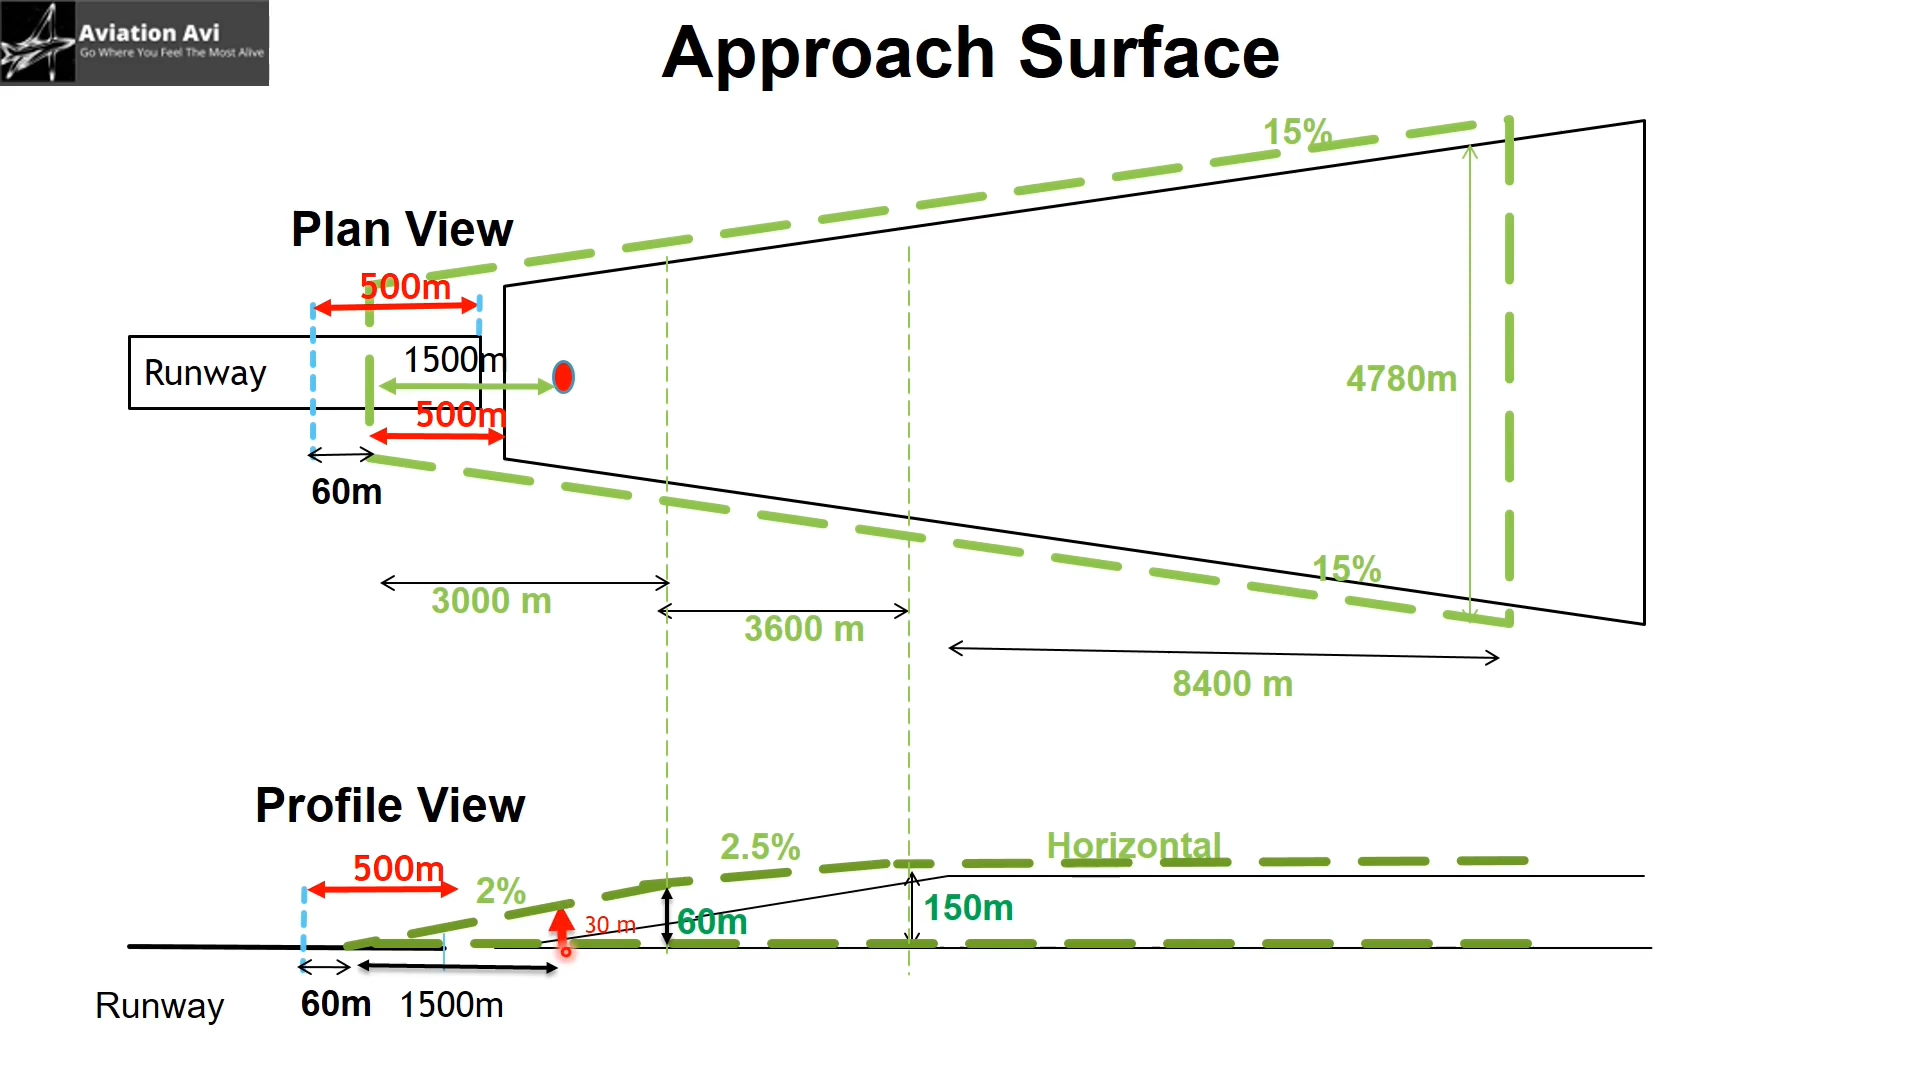 Aviation Avi
Go Where You Feel The Most Alive
Approach Surface
15%
Plan View
500m
Runway
1500m
500m
4780m
60m
15%
3000 m
3600 m
8400 m
Profile View
500m
2%
2.5%
Horizontal
30 m
60m
150m
Runway
60m
1500m